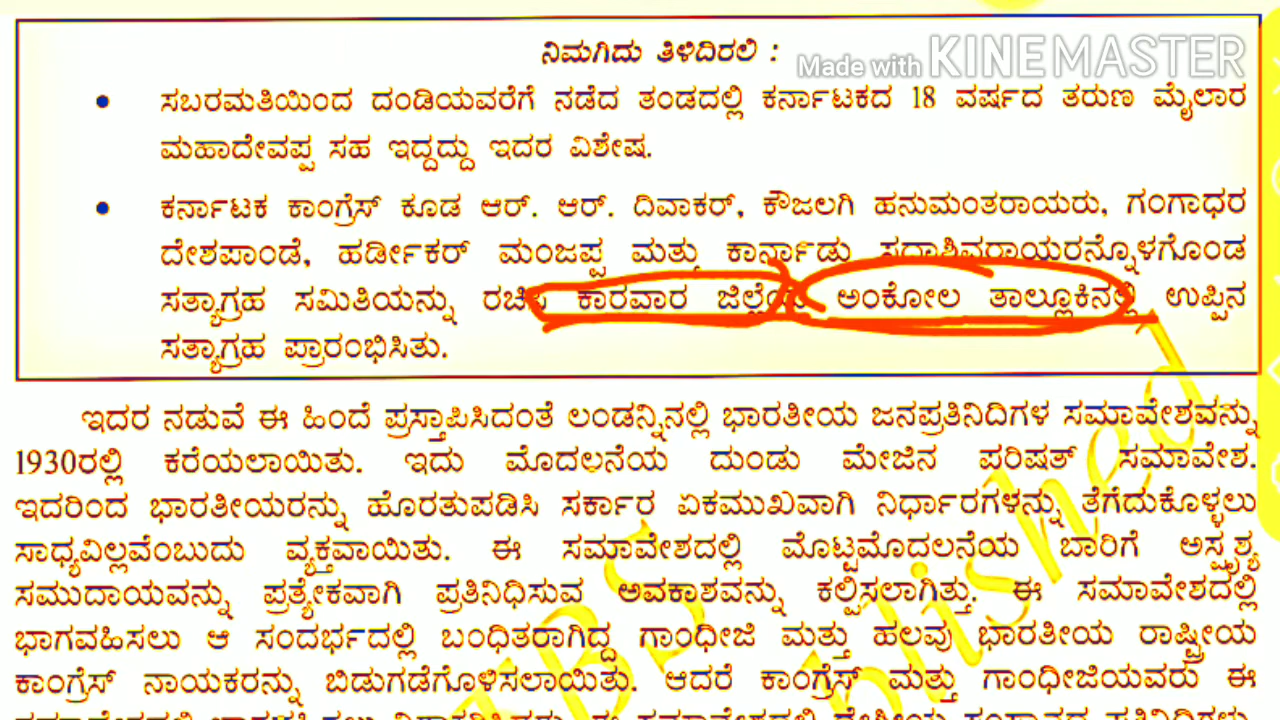 ನಿಮಗಿದು ತಿಳಿದಿರಲಿ :
Made with KINEMASTER
• ಸಬರಮತಿಯಿಂದ ದಂಡಿಯವರೆಗೆ ನಡೆದ ತಂಡದಲ್ಲಿ ಕರ್ನಾಟಕದ 18 ವರ್ಷದ ತರುಣ ಮೈಲಾರ
ಮಹಾದೇವಪ್ಪ ಸಹ ಇದ್ದದ್ದು ಇದರ ವಿಶೇಷ.
• ಕರ್ನಾಟಕ ಕಾಂಗ್ರೆಸ್ ಕೂಡ ಆರ್. ಆರ್. ದಿವಾಕರ್, ಕೌಜಲಗಿ ಹನುಮಂತರಾಯರು, ಗಂಗಾಧರ
ದೇಶಪಾಂಡೆ, ಹರ್ಡೀಕರ್ ಮಂಜಪ್ಪ ಮತ್ತು ಕಾರ್ನಾಡು ಸದಾಶಿವರಾಯರನ್ನೊಳಗೊಂಡ
ಸತ್ಯಾಗ್ರಹ ಸಮಿತಿಯನ್ನು ರಚಿಸಿ ಕಾರವಾರ ಜಿಲ್ಲೆಯ ಅಂಕೋಲ ತಾಲ್ಲೂಕಿನಲ್ಲಿ ಉಪ್ಪಿನ
ಸತ್ಯಾಗ್ರಹ ಪ್ರಾರಂಭಿಸಿತು.
ಇದರ ನಡುವೆ ಈ ಹಿಂದೆ ಪ್ರಸ್ತಾಪಿಸಿದಂತೆ ಲಂಡನ್ನಿನಲ್ಲಿ ಭಾರತೀಯ ಜನಪ್ರತಿನಿದಿಗಳ ಸಮಾವೇಶವನ್ನು
1930ರಲ್ಲಿ ಕರೆಯಲಾಯಿತು. ಇದು ಮೊದಲನೆಯ ದುಂಡು ಮೇಜಿನ ಪರಿಷತ್ ಸಮಾವೇಶ.
ಇದರಿಂದ ಭಾರತೀಯರನ್ನು ಹೊರತುಪಡಿಸಿ ಸರ್ಕಾರ ಏಕಮುಖವಾಗಿ ನಿರ್ಧಾರಗಳನ್ನು ತೆಗೆದುಕೊಳ್ಳಲು
ಸಾಧ್ಯವಿಲ್ಲವೆಂಬುದು ವ್ಯಕ್ತವಾಯಿತು. ಈ ಸಮಾವೇಶದಲ್ಲಿ ಮೊಟ್ಟಮೊದಲನೆಯ ಬಾರಿಗೆ ಅಸ್ಪೃಶ್ಯ
ಸಮುದಾಯವನ್ನು ಪ್ರತ್ಯೇಕವಾಗಿ ಪ್ರತಿನಿಧಿಸುವ ಅವಕಾಶವನ್ನು ಕಲ್ಪಿಸಲಾಗಿತ್ತು. ಈ ಸಮಾವೇಶದಲ್ಲಿ
ಭಾಗವಹಿಸಲು ಆ ಸಂದರ್ಭದಲ್ಲಿ ಬಂಧಿತರಾಗಿದ್ದ ಗಾಂಧೀಜಿ ಮತ್ತು ಹಲವು ಭಾರತೀಯ ರಾಷ್ಟ್ರೀಯ
ಕಾಂಗ್ರೆಸ್ ನಾಯಕರನ್ನು ಬಿಡುಗಡೆಗೊಳಿಸಲಾಯಿತು. ಆದರೆ ಕಾಂಗ್ರೆಸ್ ಮತ್ತು ಗಾಂಧೀಜಿಯವರು ಈ